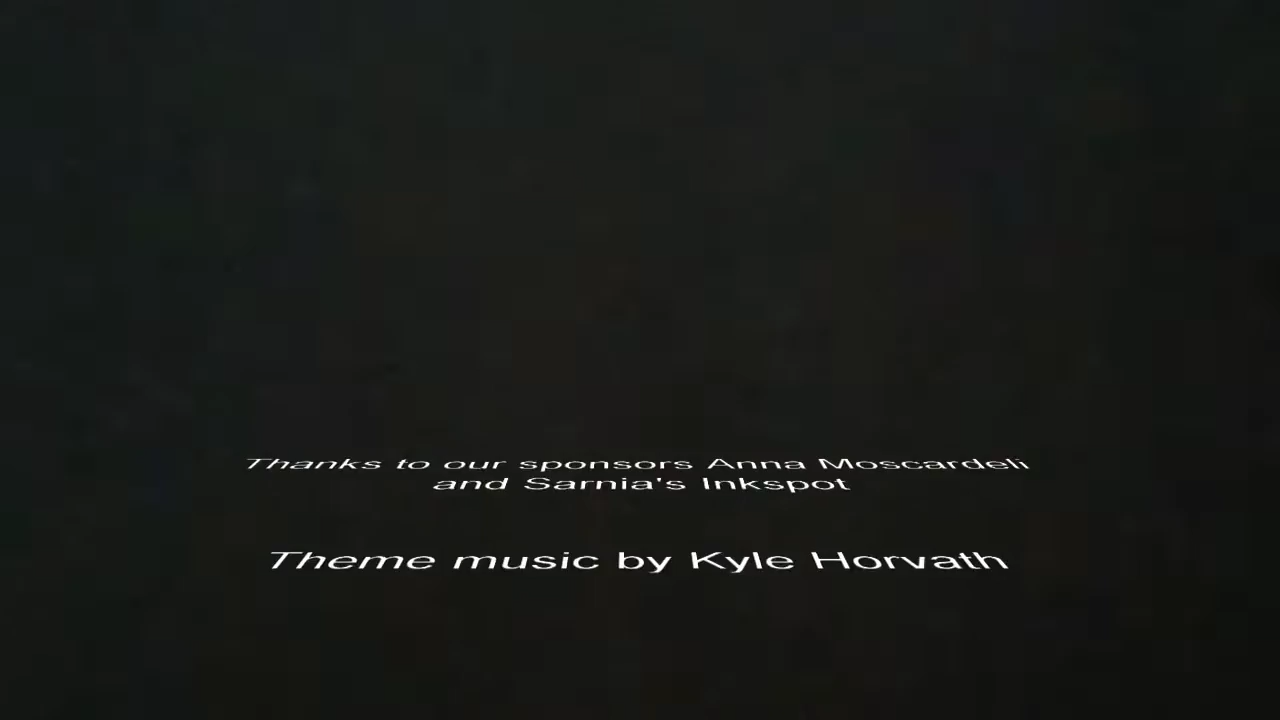 Thanks to our sponsors Anna Moscardeli
and Sarnia's Inkspot
Theme music by Kyle Horvath